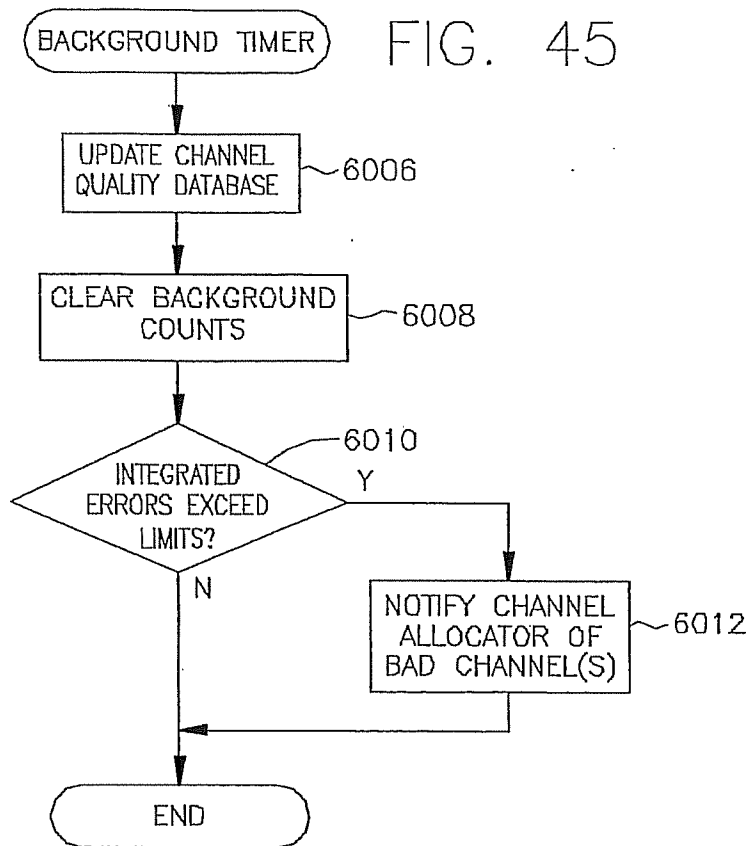 BACKGROUND TIMER
FIG. 45
UPDATE CHANNEL
QUALITY DATABASE
6006
CLEAR BACKGROUND
COUNTS
6008
6010
INTEGRATED
ERRORS EXCEED
LIMITS?
Y
N
NOTIFY CHANNEL
ALLOCATOR OF
BAD CHANNEL(S)
6012
END